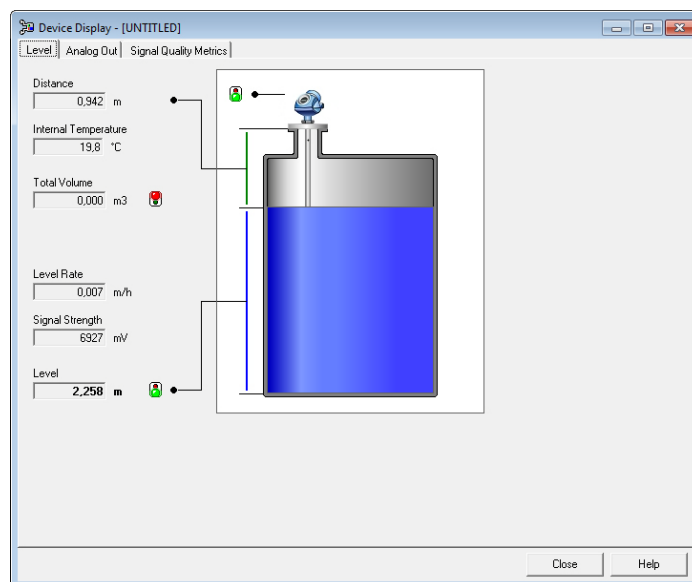 Device Display - [UNTITLED]
Level Analog Out Signal Quality Metrics
Distance
0,942 m
Internal Temperature
19,8 °C
Total Volume
0,000 m3
Level Rate
0,007 m/h
Signal Strength
6927 mV
Level
2,258 m
Close Help